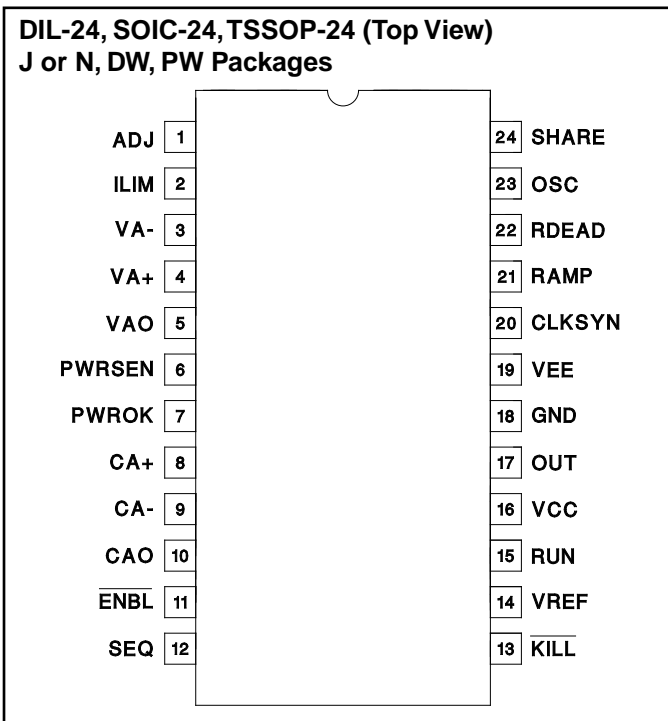 DIL-24, SOIC-24, TSSOP-24 (Top View)
J or N, DW, PW Packages
ADJ 1 24 SHARE
ILIM 2 23 OSC
VA- 3 22 RDEAD
VA+ 4 21 RAMP
VAO 5 20 CLKSYN
PWRSEN 6 19 VEE
PWROK 7 18 GND
CA+ 8 17 OUT
CA- 9 16 VCC
CAO 10 15 RUN
ENBL 11 14 VREF
SEQ 12 13 KILL